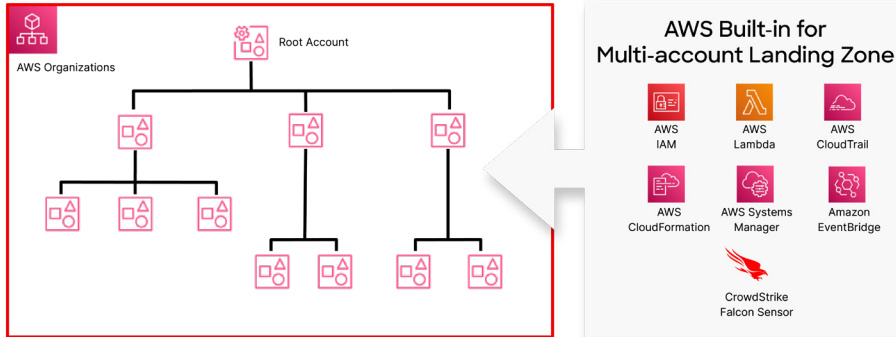 AWS Organizations
Root Account
AWS Built-in for
Multi-account Landing Zone
AWS
IAM
AWS
Lambda
AWS
CloudTrail
AWS
CloudFormation
AWS Systems
Manager
Amazon
EventBridge
CrowdStrike
Falcon Sensor